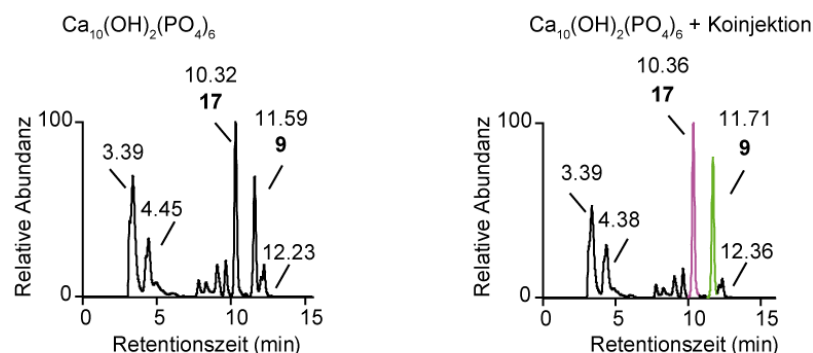 Ca10(OH)2(PO4)6
10.32
17
11.59
9
100
3.39
4.45
12.23
0
Relative Abundanz
0 5 10 15
Retentionszeit (min)
Ca10(OH)2(PO4)6 + Koinjektion
10.36
17
11.71
9
100
3.39
4.38
12.36
0
Relative Abundanz
0 5 10 15
Retentionszeit (min)